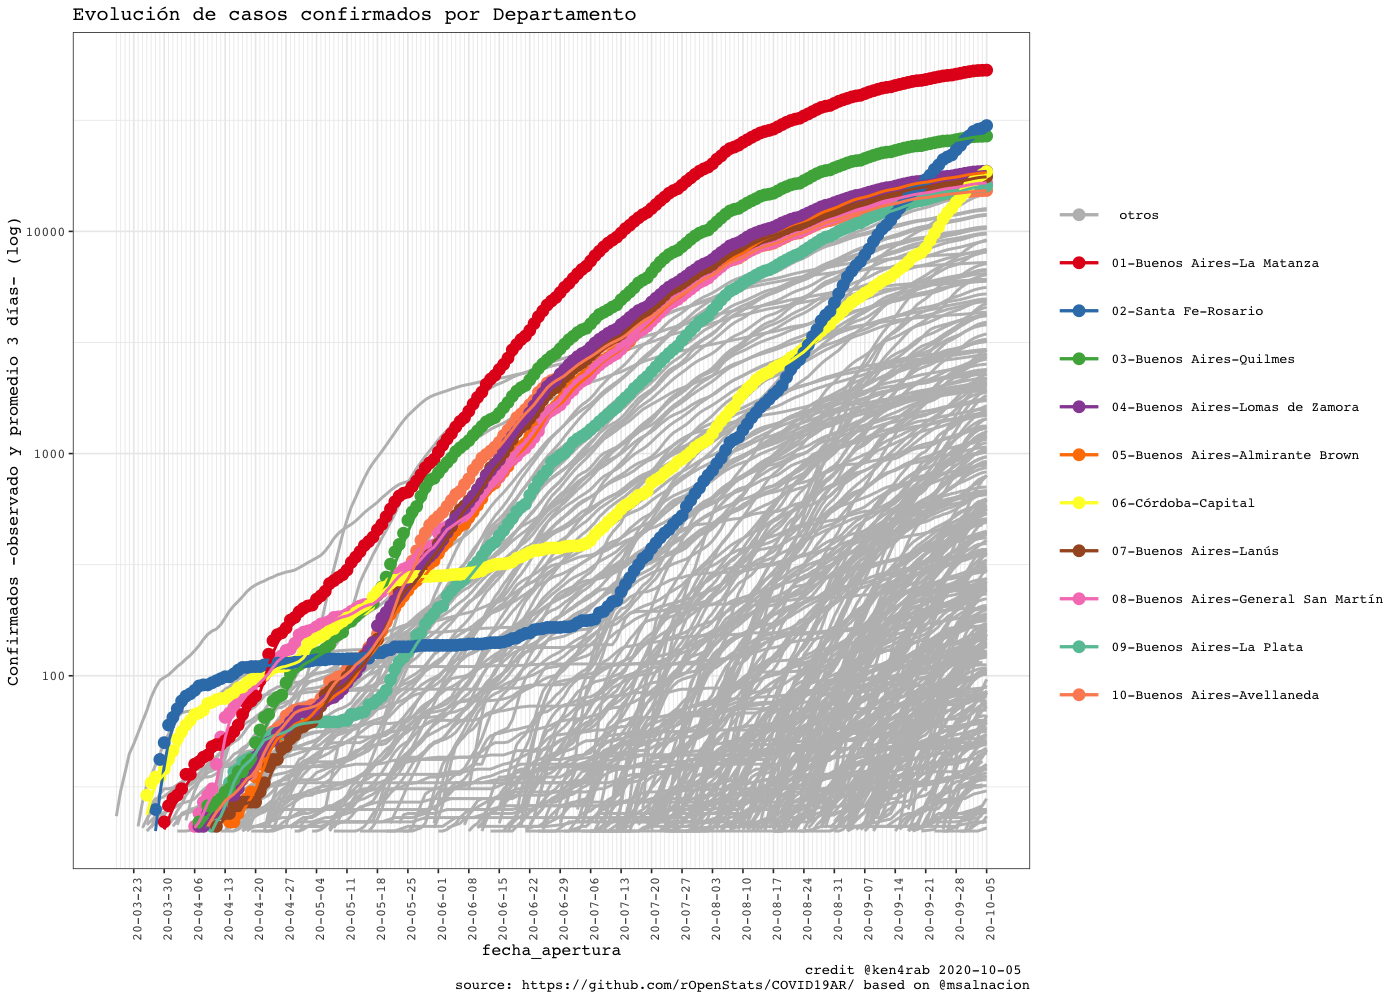 Evolución de casos confirmados por Departamento
Confirmados -observado y promedio 3 días- (log)
10000
1000
100
20-03-23
20-03-30
20-04-06
20-04-13
20-04-20
20-04-27
20-05-04
20-05-11
20-05-18
20-05-25
20-06-01
20-06-08
20-06-15
20-06-22
20-06-29
20-07-06
20-07-13
20-07-20
20-07-27
20-08-03
20-08-10
20-08-17
20-08-24
20-08-31
20-09-07
20-09-14
20-09-21
20-09-28
20-10-05
fecha_apertura
otros
01-Buenos Aires-La Matanza
02-Santa Fe-Rosario
03-Buenos Aires-Quilmes
04-Buenos Aires-Lomas de Zamora
05-Buenos Aires-Almirante Brown
06-Córdoba-Capital
07-Buenos Aires-Lanús
08-Buenos Aires-General San Martín
09-Buenos Aires-La Plata
10-Buenos Aires-Avellaneda
credit @ken4rab 2020-10-05
source: https://github.com/rOpenStats/COVID19AR/ based on @msalnacion